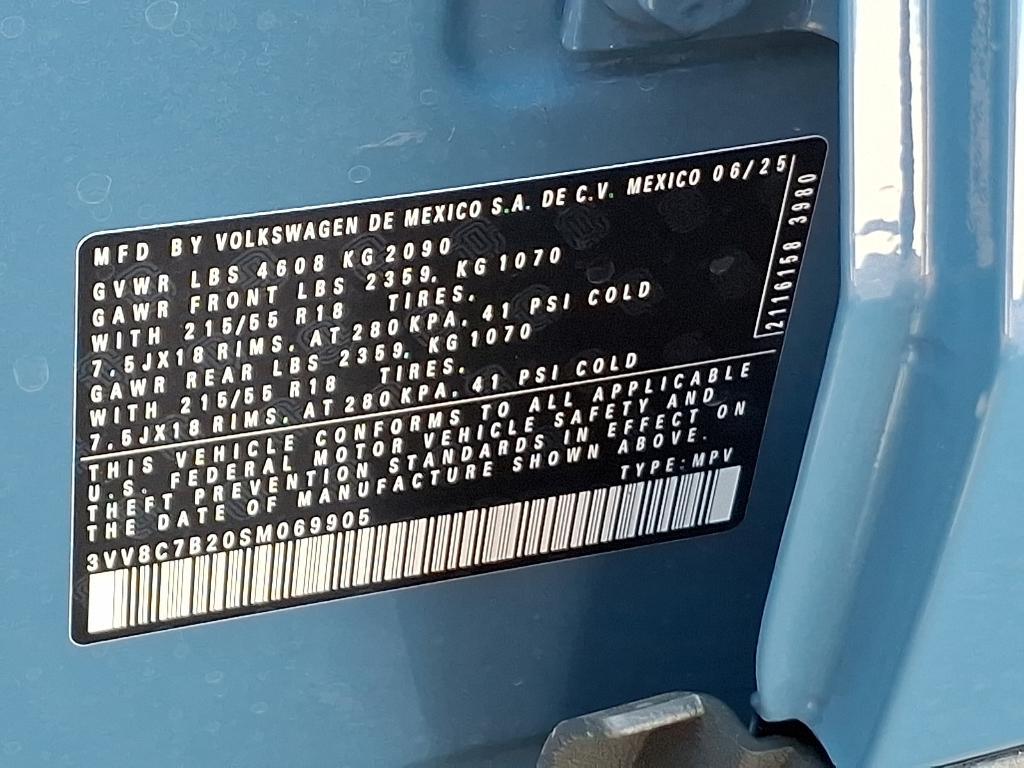 MFD BY VOLKSWAGEN DE MEXICO S.A. DE C.V. MEXICO 06/25
GVWR LBS 4608 KG 2090
GAWR FRONT LBS 2359. KG 1070
WITH 215/55 R18 TIRES.
7.5JX18 RIMS. AT 280KPA. 41 PSI COLD
GAWR REAR LBS 2359. KG 1070
WITH 215/55 R18 TIRES.
7.5JX18 RIMS. AT 280KPA. 41 PSI COLD
THIS VEHICLE CONFORMS TO ALL APPLICABLE
U.S. FEDERAL MOTOR VEHICLE SAFETY AND
THEFT PREVENTION STANDARDS IN EFFECT ON
THE DATE OF MANUFACTURE SHOWN ABOVE.
TYPE:MPV
3VV8C7B20SM069905
2116158 3980